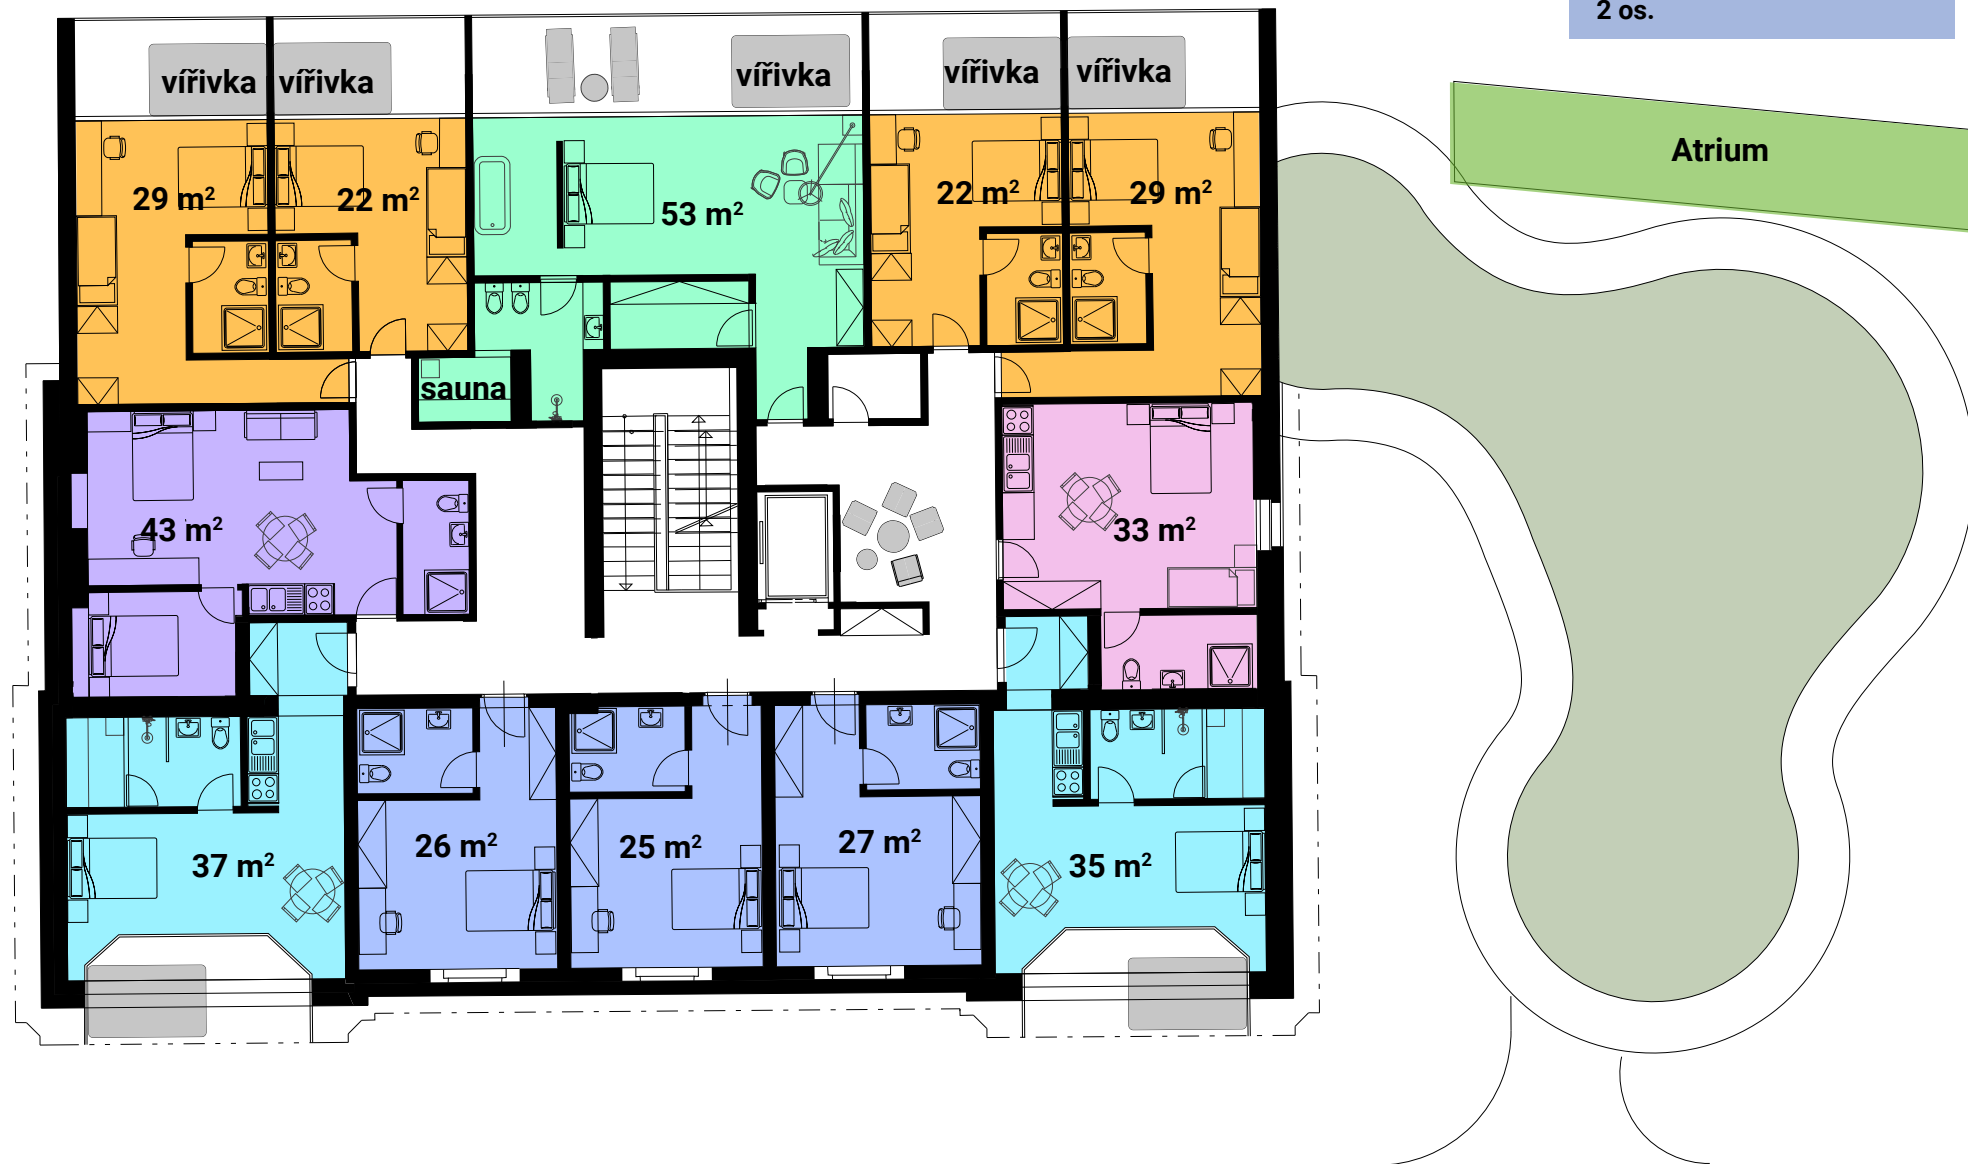 2 os.
vířivka
vířivka
vířivka
vířivka
vířivka
Atrium
29 m²
22 m²
53 m²
22 m²
29 m²
sauna
43 m²
33 m²
37 m²
26 m²
25 m²
27 m²
35 m²